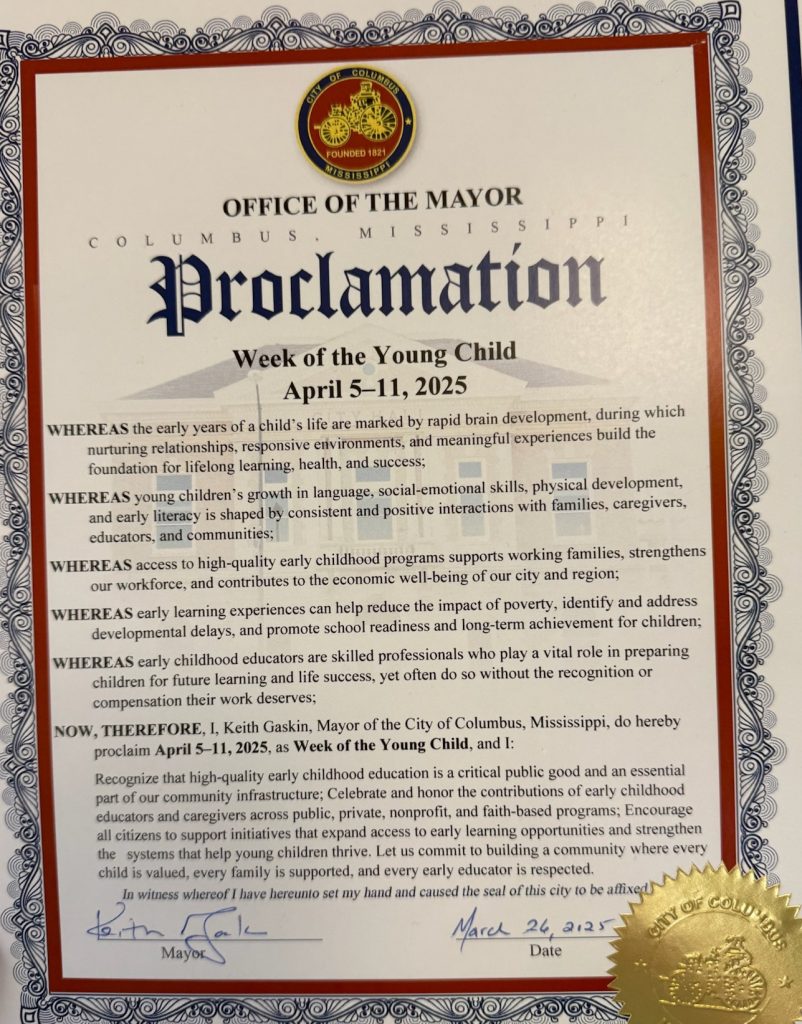 CITY OF COLUMBUS
FOUNDED 1821
MISSISSIPPI
OFFICE OF THE MAYOR
COLUMBUS, MISSISSIPPI
Proclamation
Week of the Young Child
April 5–11, 2025
WHEREAS the early years of a child's life are marked by rapid brain development, during which
nurturing relationships, responsive environments, and meaningful experiences build the
foundation for lifelong learning, health, and success;
WHEREAS young children's growth in language, social-emotional skills, physical development,
and early literacy is shaped by consistent and positive interactions with families, caregivers,
educators, and communities;
WHEREAS access to high-quality early childhood programs supports working families, strengthens
our workforce, and contributes to the economic well-being of our city and region;
WHEREAS early learning experiences can help reduce the impact of poverty, identify and address
developmental delays, and promote school readiness and long-term achievement for children;
WHEREAS early childhood educators are skilled professionals who play a vital role in preparing
children for future learning and life success, yet often do so without the recognition or
compensation their work deserves;
NOW, THEREFORE, I, Keith Gaskin, Mayor of the City of Columbus, Mississippi, do hereby
proclaim April 5–11, 2025, as Week of the Young Child, and I:
Recognize that high-quality early childhood education is a critical public good and an essential
part of our community infrastructure; Celebrate and honor the contributions of early childhood
educators and caregivers across public, private, nonprofit, and faith-based programs; Encourage
all citizens to support initiatives that expand access to early learning opportunities and strengthen
the systems that help young children thrive. Let us commit to building a community where every
child is valued, every family is supported, and every early educator is respected.
In witness whereof I have hereunto set my hand and caused the seal of this city to be affixed
Keith March 26, 2025
Mayor Date
CITY OF COLUMBUS